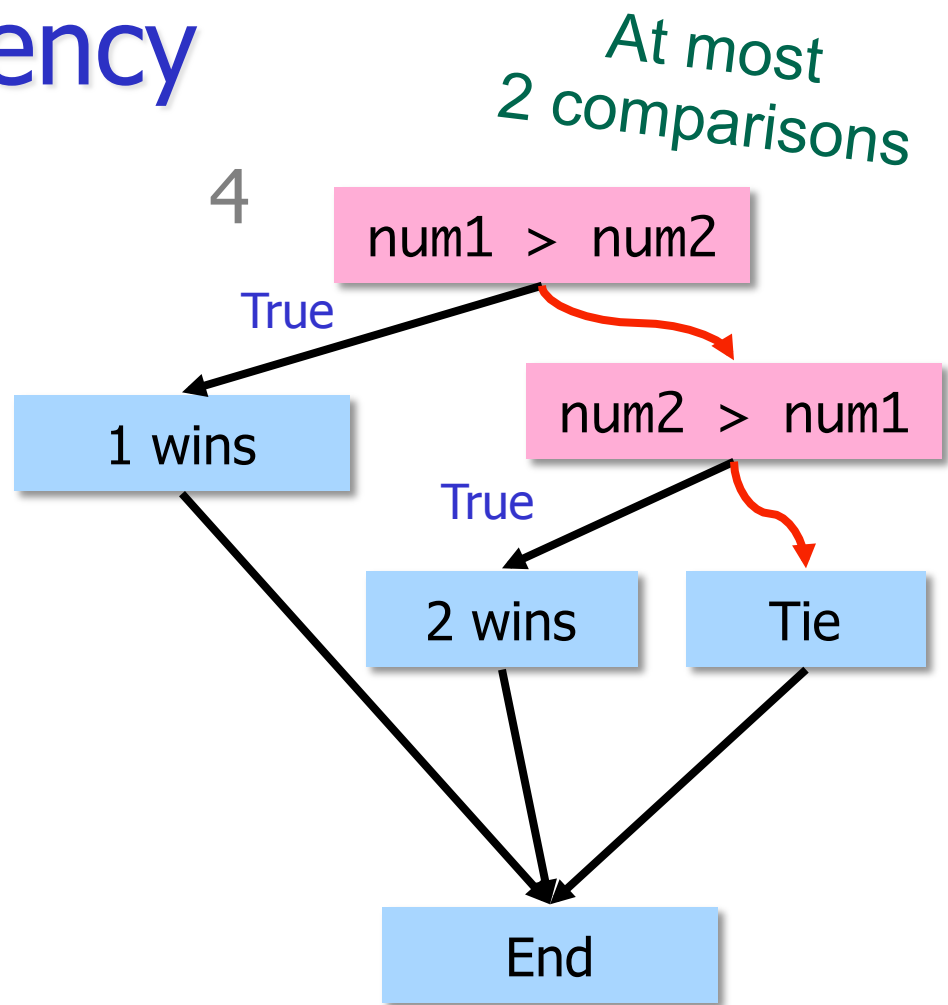 ency
At most
2 comparisons
4
num1 > num2
True
num2 > num1
1 wins
True
2 wins
Tie
End